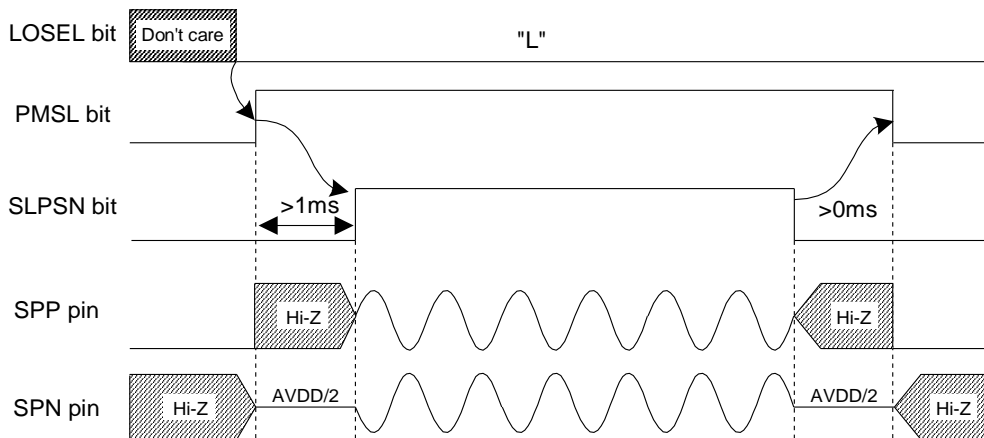 LOSEL bit
Don't care
"L"
PMSL bit
SLPSN bit
>1ms
>0ms
SPP pin
Hi-Z
Hi-Z
SPN pin
Hi-Z
AVDD/2
AVDD/2
Hi-Z